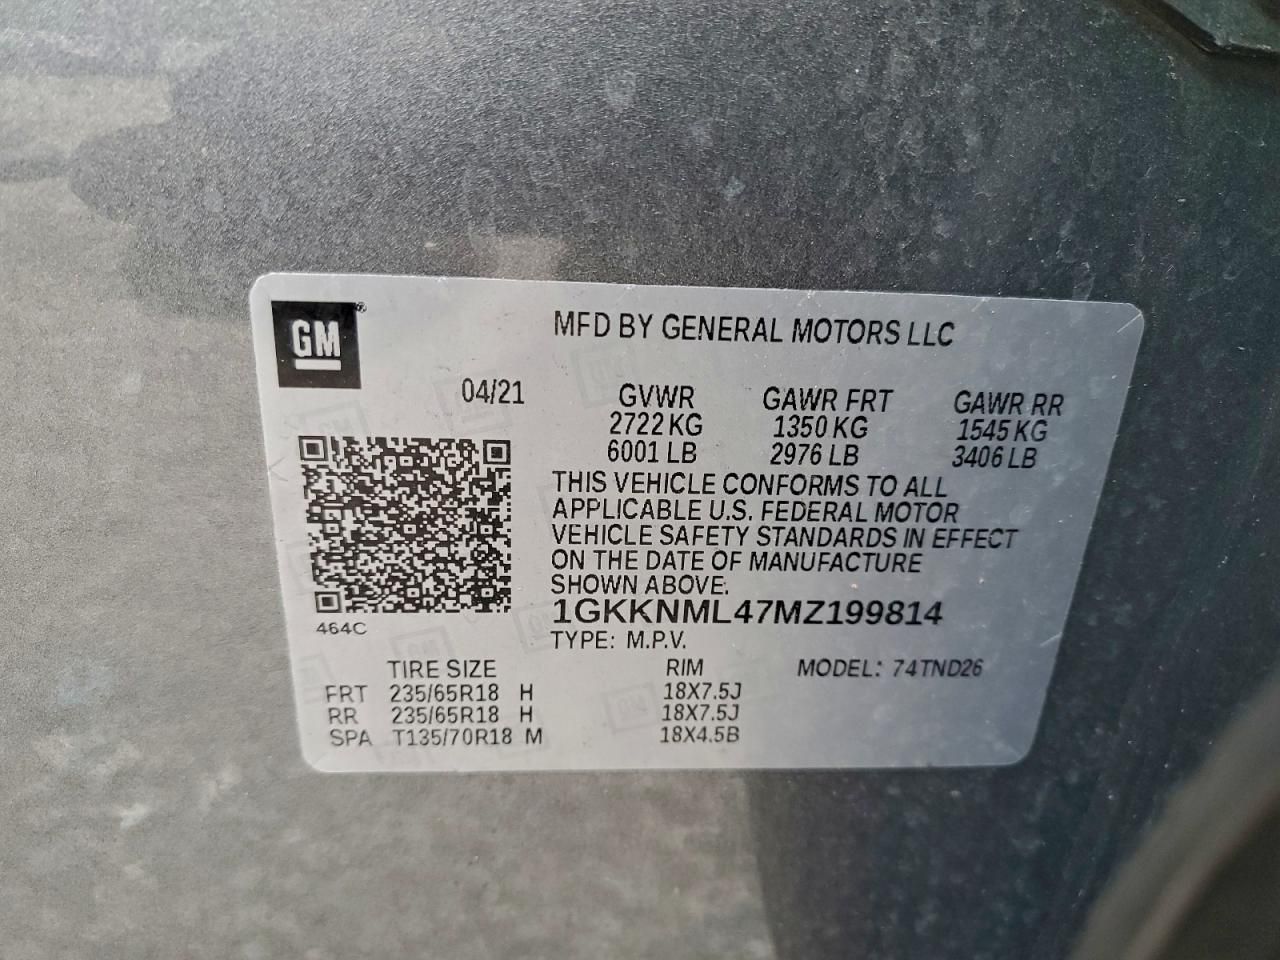 GM®
MFD BY GENERAL MOTORS LLC
04/21
GVWR GAWR FRT GAWR RR
2722 KG 1350 KG 1545 KG
6001 LB 2976 LB 3406 LB
THIS VEHICLE CONFORMS TO ALL
APPLICABLE U.S. FEDERAL MOTOR
VEHICLE SAFETY STANDARDS IN EFFECT
ON THE DATE OF MANUFACTURE
SHOWN ABOVE:
1GKKNML47MZ199814
464C
TYPE: M.P.V.
TIRE SIZE RIM MODEL: 74TND26
FRT 235/65R18 H 18X7.5J
RR 235/65R18 H 18X7.5J
SPA T135/70R18 M 18X4.5B